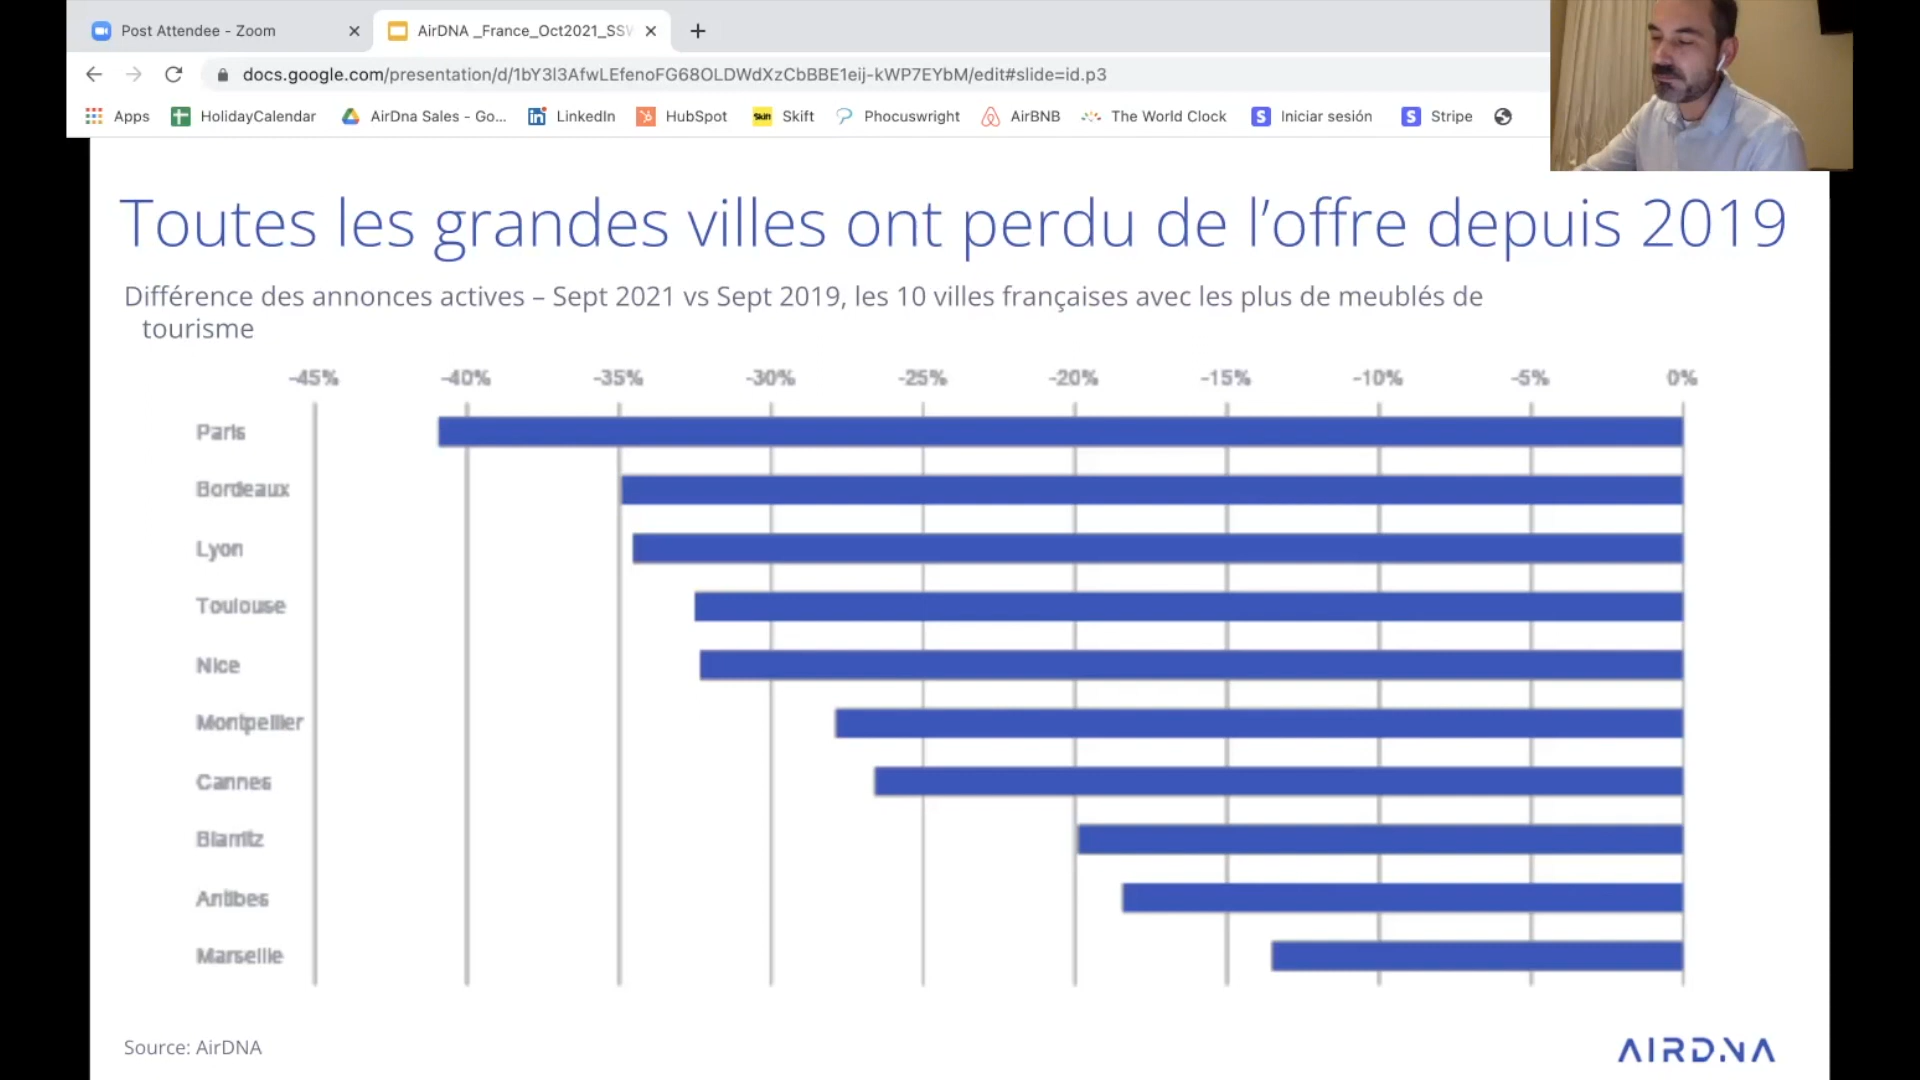 Post Attendee - Zoom
AirDNA _France_Oct2021_SSW
docs.google.com/presentation/d/1bY3l3AfwLEfenoFG68OLDWdXzCbBBE1eij-kWP7EYbM/edit#slide=id.p3
Apps HolidayCalendar AirDna Sales - Go... LinkedIn HubSpot Skift Phocuswright AirBNB The World Clock Iniciar sesión Stripe
Toutes les grandes villes ont perdu de l’offre depuis 2019
Différence des annonces actives – Sept 2021 vs Sept 2019, les 10 villes françaises avec les plus de meublés de
tourisme
-45% -40% -35% -30% -25% -20% -15% -10% -5% 0%
Paris
Bordeaux
Lyon
Toulouse
Nice
Montpellier
Cannes
Biarritz
Antibes
Marseille
Source: AirDNA
AIRDNA